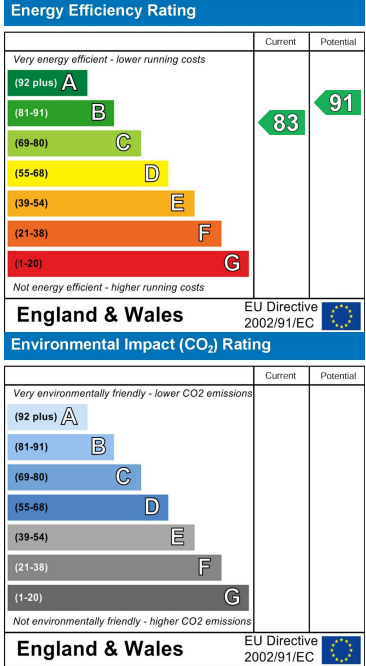 Energy Efficiency Rating
Current Potential
Very energy efficient - lower running costs
(92 plus) A
(81-91) B
(69-80) C
(55-68) D
(39-54) E
(21-38) F
(1-20) G
83
91
Not energy efficient - higher running costs
England & Wales
EU Directive
2002/91/EC
Environmental Impact (CO₂) Rating
Current Potential
Very environmentally friendly - lower CO2 emissions
(92 plus) A
(81-91) B
(69-80) C
(55-68) D
(39-54) E
(21-38) F
(1-20) G
Not environmentally friendly - higher CO2 emissions
England & Wales
EU Directive
2002/91/EC